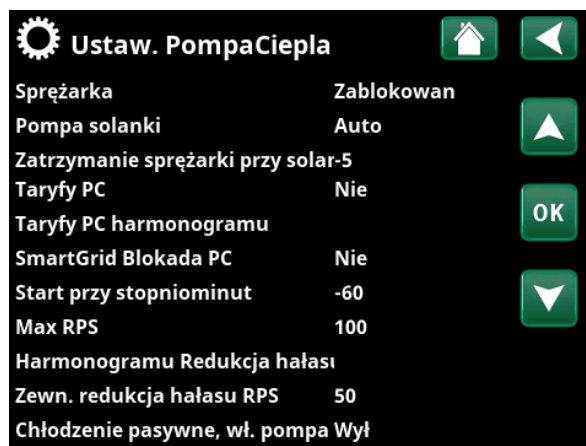 Ustaw. PompaCiepla
Sprężarka Zablokowan
Pompa solanki Auto
Zatrzymanie sprężarki przy solar -5
Taryfy PC Nie
Taryfy PC harmonogramu
SmartGrid Blokada PC Nie
Start przy stopniominut -60
OK
Max RPS 100
Harmonogramu Redukcja hałasu
Zewn. redukcja hałasu RPS 50
Chłodzenie pasywne, wł. pompa Wył